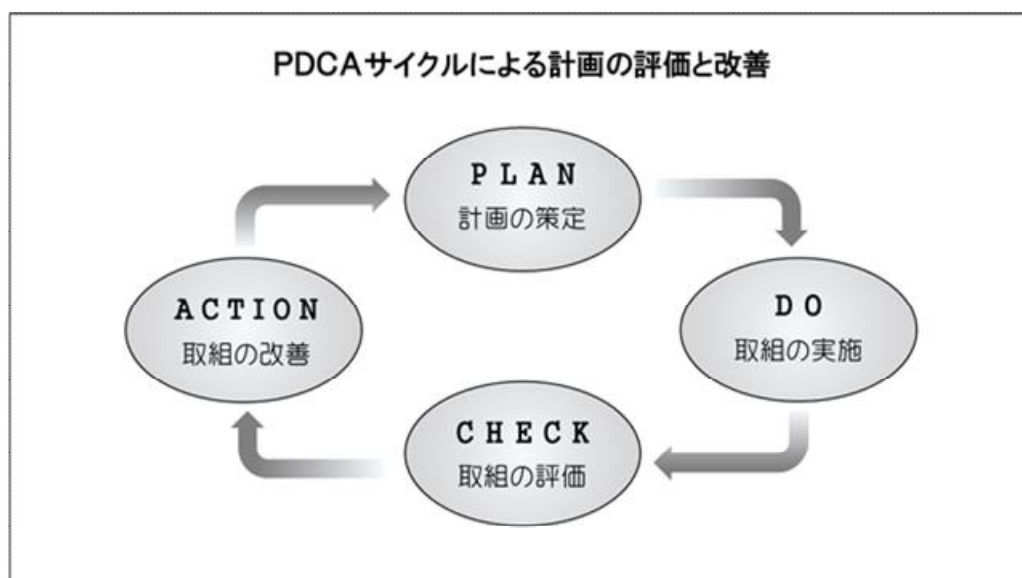 PDCAサイクルによる計画の評価と改善
PLAN
計画の策定
DO
取組の実施
CHECK
取組の評価
ACTION
取組の改善